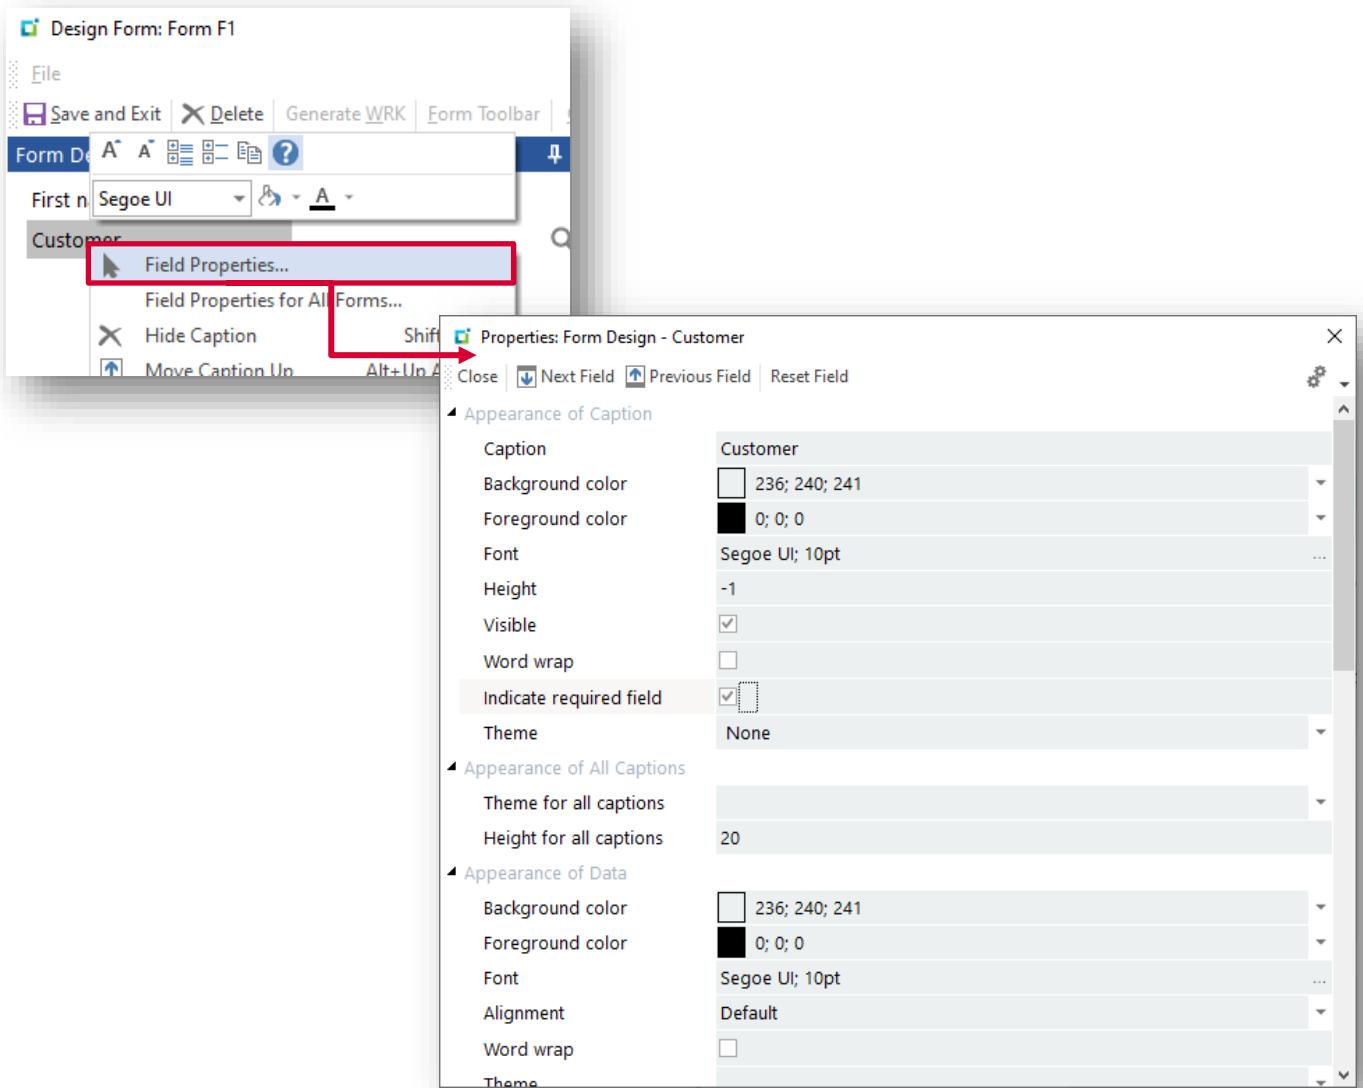 Design Form: Form F1
File
Save and Exit Delete Generate WRK Form Toolbar
Form De
First n
Segoe UI
Customer
Field Properties...
Field Properties for All Forms...
Hide Caption Shift
Move Caption Up Alt+Up A
Properties: Form Design - Customer
Close Next Field Previous Field Reset Field
Appearance of Caption
Caption Customer
Background color 236; 240; 241
Foreground color 0; 0; 0
Font Segoe UI; 10pt ...
Height -1
Visible
Word wrap
Indicate required field
Theme None
Appearance of All Captions
Theme for all captions
Height for all captions 20
Appearance of Data
Background color 236; 240; 241
Foreground color 0; 0; 0
Font Segoe UI; 10pt ...
Alignment Default
Word wrap
Theme